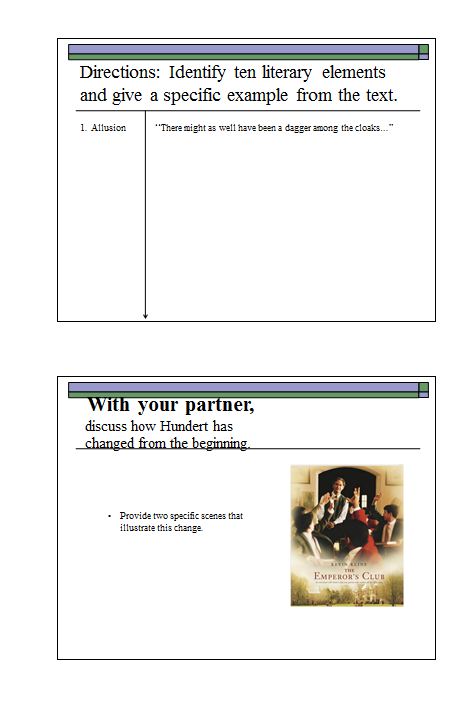 Directions: Identify ten literary elements
and give a specific example from the text.
1. Allusion
“There might as well have been a dagger among the cloaks…”
With your partner,
discuss how Hundert has
changed from the beginning.
• Provide two specific scenes that
illustrate this change.
KEVIN KLINE
THE
EMPEROR'S CLUB